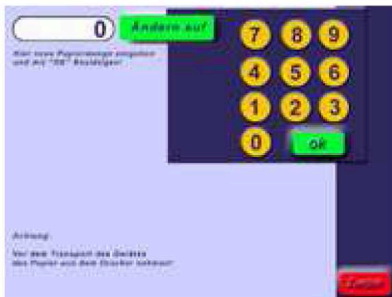 0
Ändern auf
7 8 9
4 5 6
1 2 3
0 ok
Hier neue Papiermenge eingeben
und mit "OK" Bestätigen!
Achtung:
Vor dem Transport des Gerätes
das Papier aus dem Drucker nehmen!